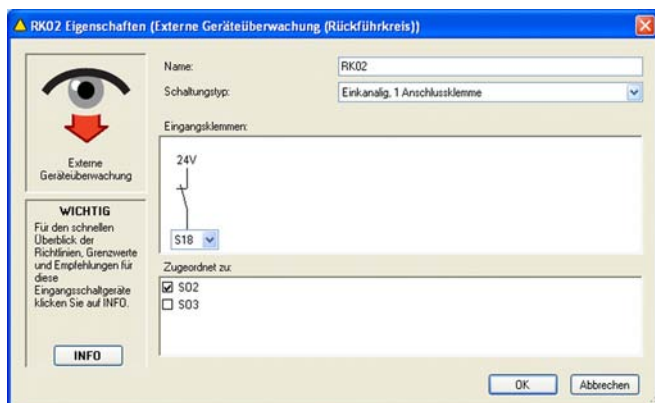 RK02 Eigenschaften (Externe Geräteüberwachung (Rückführkreis))
Externe
Geräteüberwachung
WICHTIG
Für den schnellen
Überblick der
Richtlinien, Grenzwerte
und Empfehlungen für
diese
Eingangsschaltgeräte
klicken Sie auf INFO.
INFO
Name: RK02
Schaltungstyp: Einkanalig, 1 Anschlussklemme
Eingangsklemmen:
24V
S18
Zugeordnet zu:
SO2
SO3
OK Abbrechen